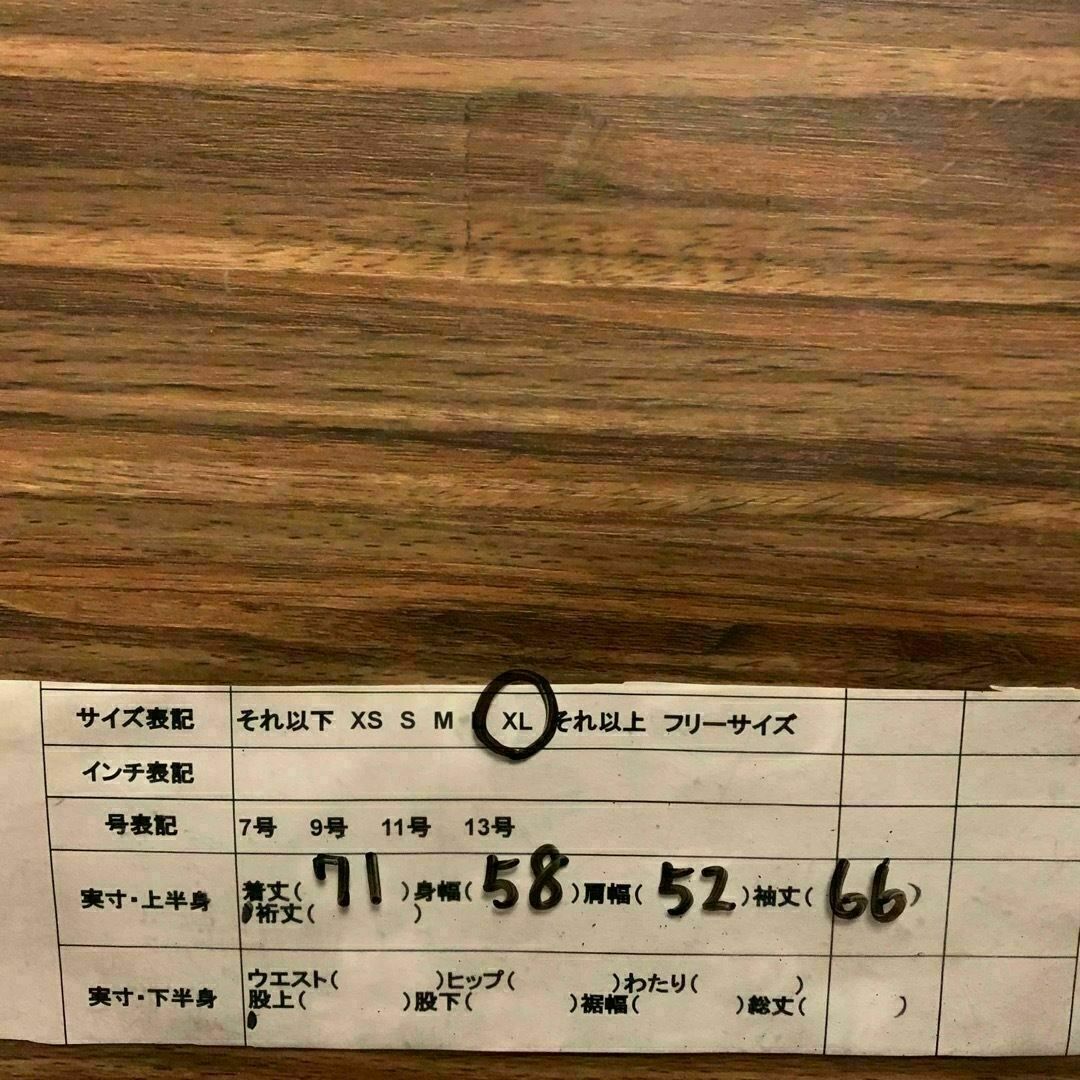 サイズ表記 それ以下 XS S M XL それ以上 フリーサイズ
インチ表記
号表記 7号 9号 11号 13号
実寸・上半身 着丈( 71 )身幅( 58 )肩幅( 52 )袖丈( 66 )
裄丈( )
実寸・下半身 ウエスト( )ヒップ( )わたり( )
股上( )股下( )裾幅( )総丈( )